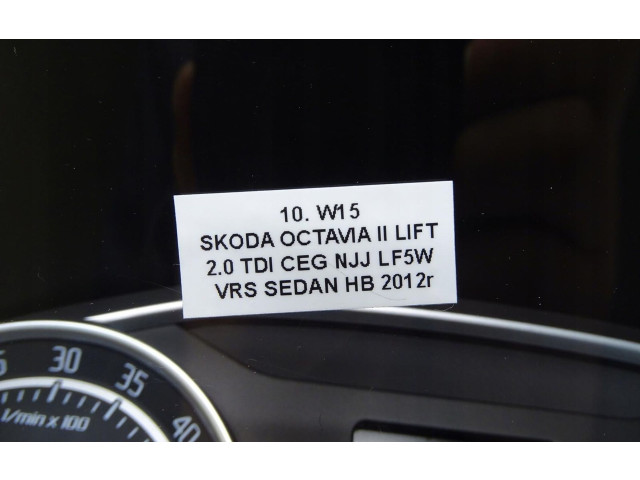 10. W15
SKODA OCTAVIA II LIFT
2.0 TDI CEG NJJ LF5W
VRS SEDAN HB 2012r
30
35
40
1/min x 100